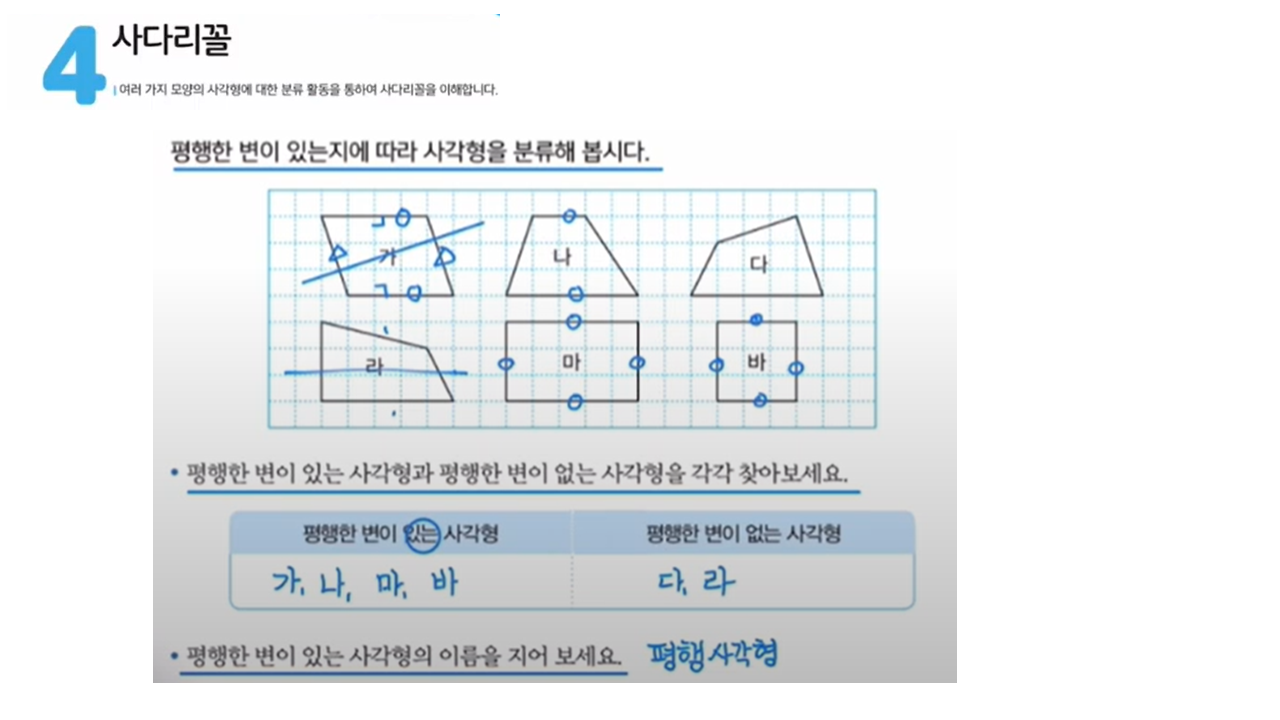 4 사다리꼴
여러 가지 모양의 사각형에 대한 분류 활동을 통하여 사다리꼴을 이해합니다.
평행한 변이 있는지에 따라 사각형을 분류해 봅시다.
가 나 다
라 마 바
• 평행한 변이 있는 사각형과 평행한 변이 없는 사각형을 각각 찾아보세요.
평행한 변이 있는 사각형 평행한 변이 없는 사각형
가, 나, 마, 바 다, 라
• 평행한 변이 있는 사각형의 이름을 지어 보세요. 평행사각형